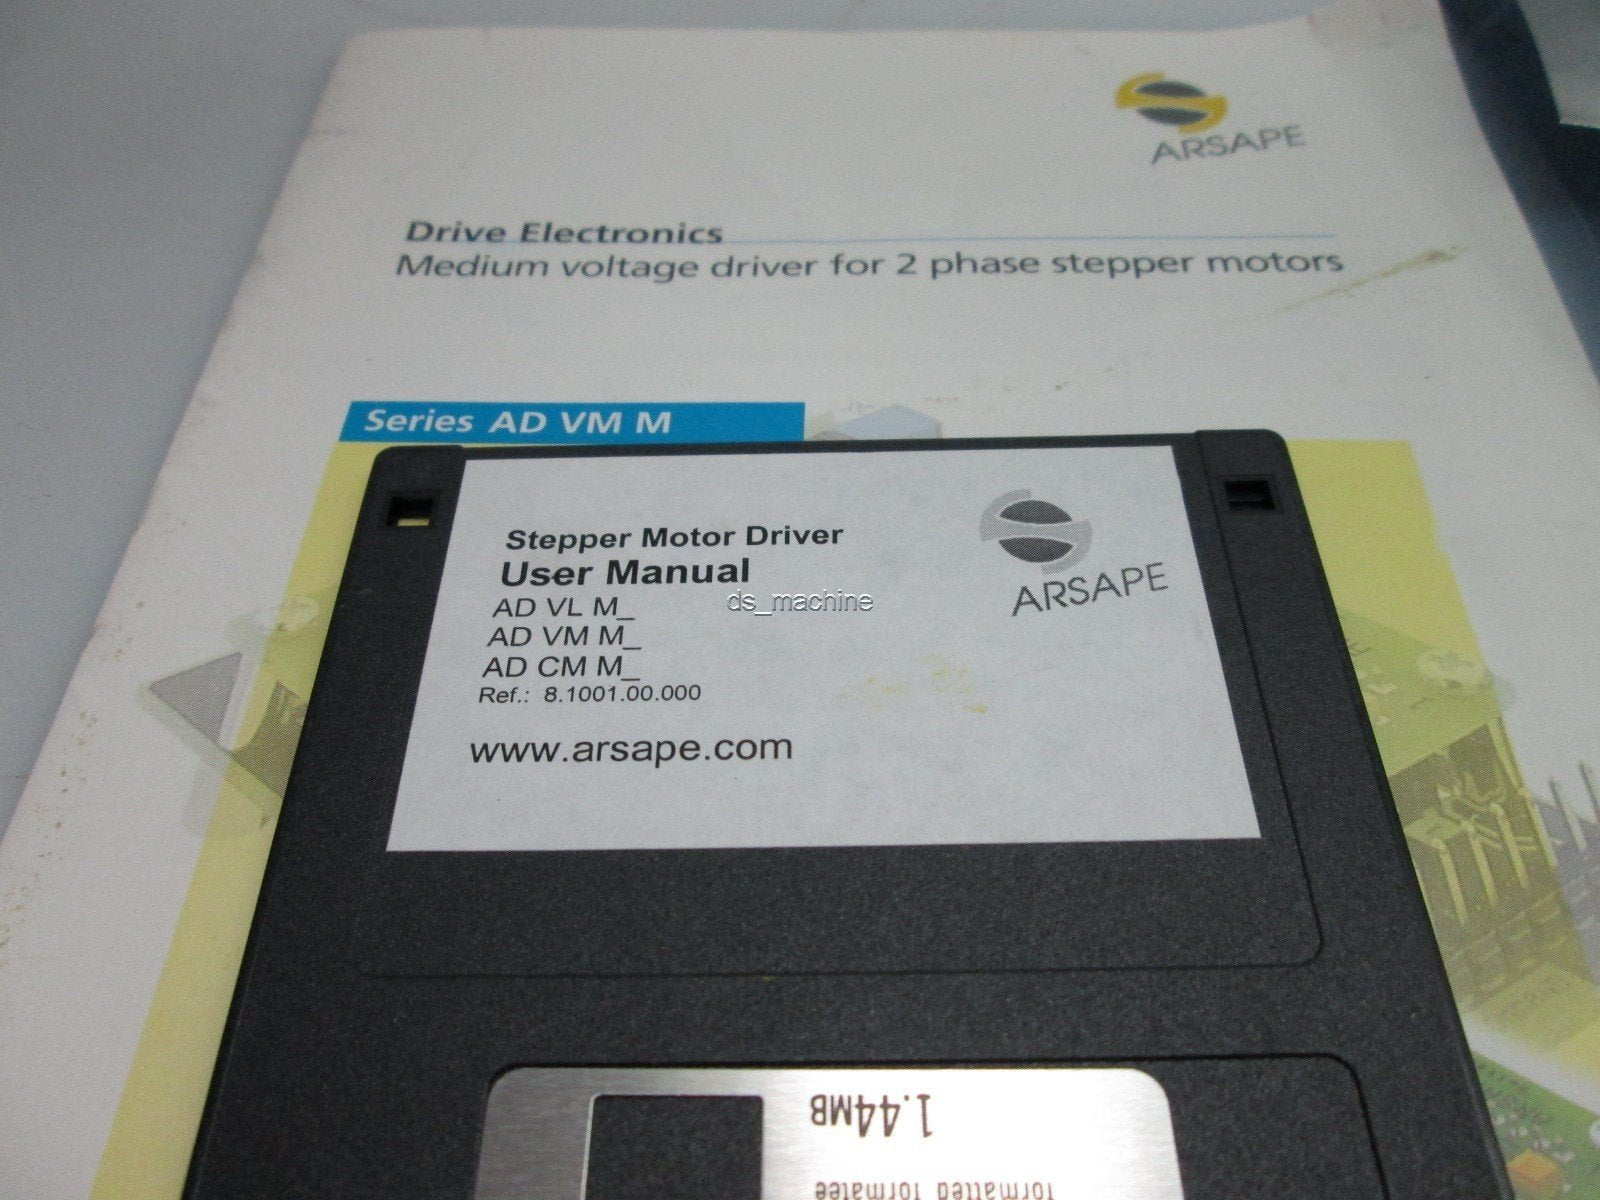 ARSAPE
Drive Electronics
Medium voltage driver for 2 phase stepper motors
Series AD VM M
Stepper Motor Driver
User Manual
AD VL M_
AD VM M_
AD CM M_
Ref.: 8.1001.00.000
www.arsape.com
ARSAPE
ds_machine
1.44MB
formatted formatee